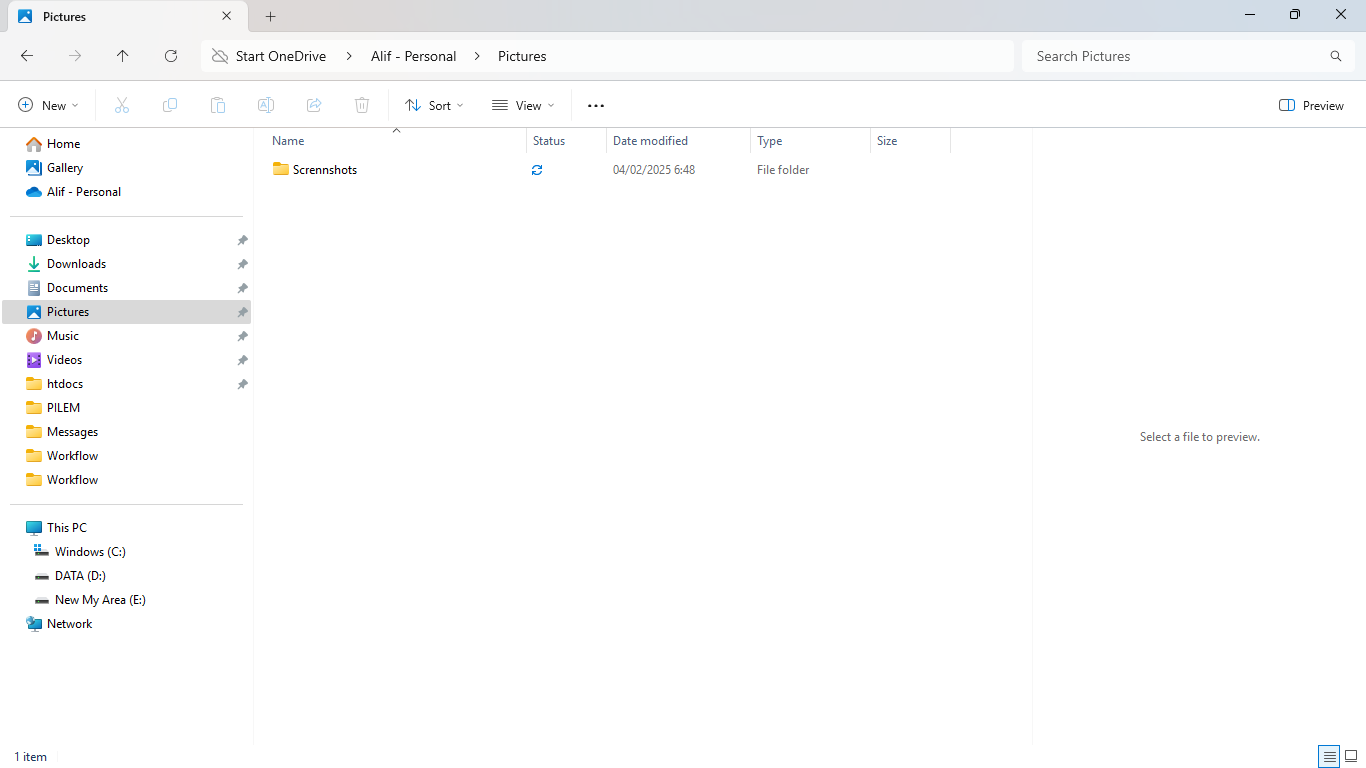 Pictures
Start OneDrive > Alif - Personal > Pictures
Search Pictures
New
Sort
View
Preview
Home
Gallery
Alif - Personal
Desktop
Downloads
Documents
Pictures
Music
Videos
htdocs
PILEM
Messages
Workflow
Workflow
This PC
Windows (C:)
DATA (D:)
New My Area (E:)
Network
Name Status Date modified Type Size
Scrennshots 04/02/2025 6:48 File folder
Select a file to preview.
1 item